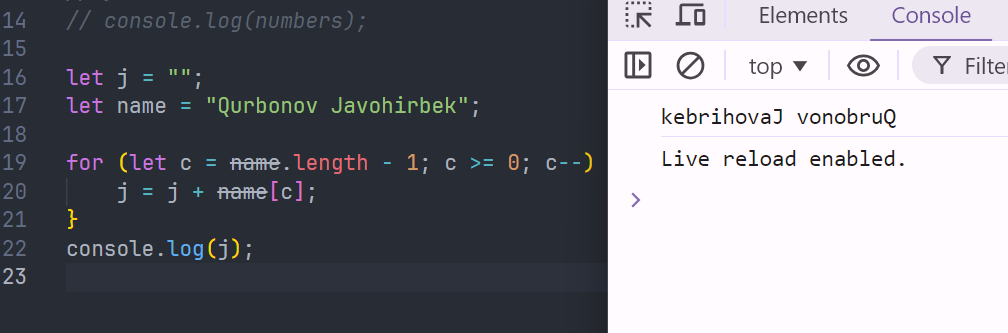 14 // console.log(numbers);
15
16 let j = "";
17 let name = "Qurbonov Javohirbek";
18
19 for (let c = name.length - 1; c >= 0; c--)
20 j = j + name[c];
21 }
22 console.log(j);
23
Elements Console
top Filte
kebrihovaJ vonobruQ
Live reload enabled.
>